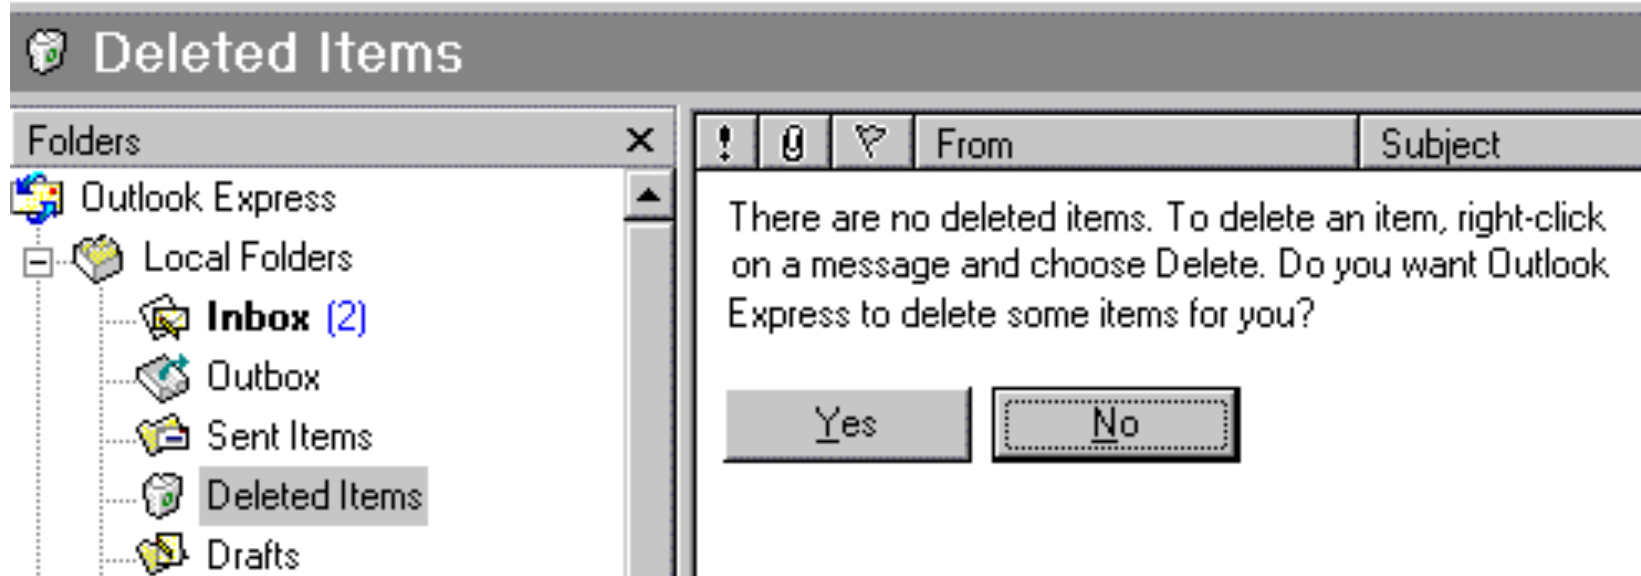 Deleted Items
Folders
! From Subject
Outlook Express
Local Folders
Inbox (2)
Outbox
Sent Items
Deleted Items
Drafts
There are no deleted items. To delete an item, right-click
on a message and choose Delete. Do you want Outlook
Express to delete some items for you?
Yes No